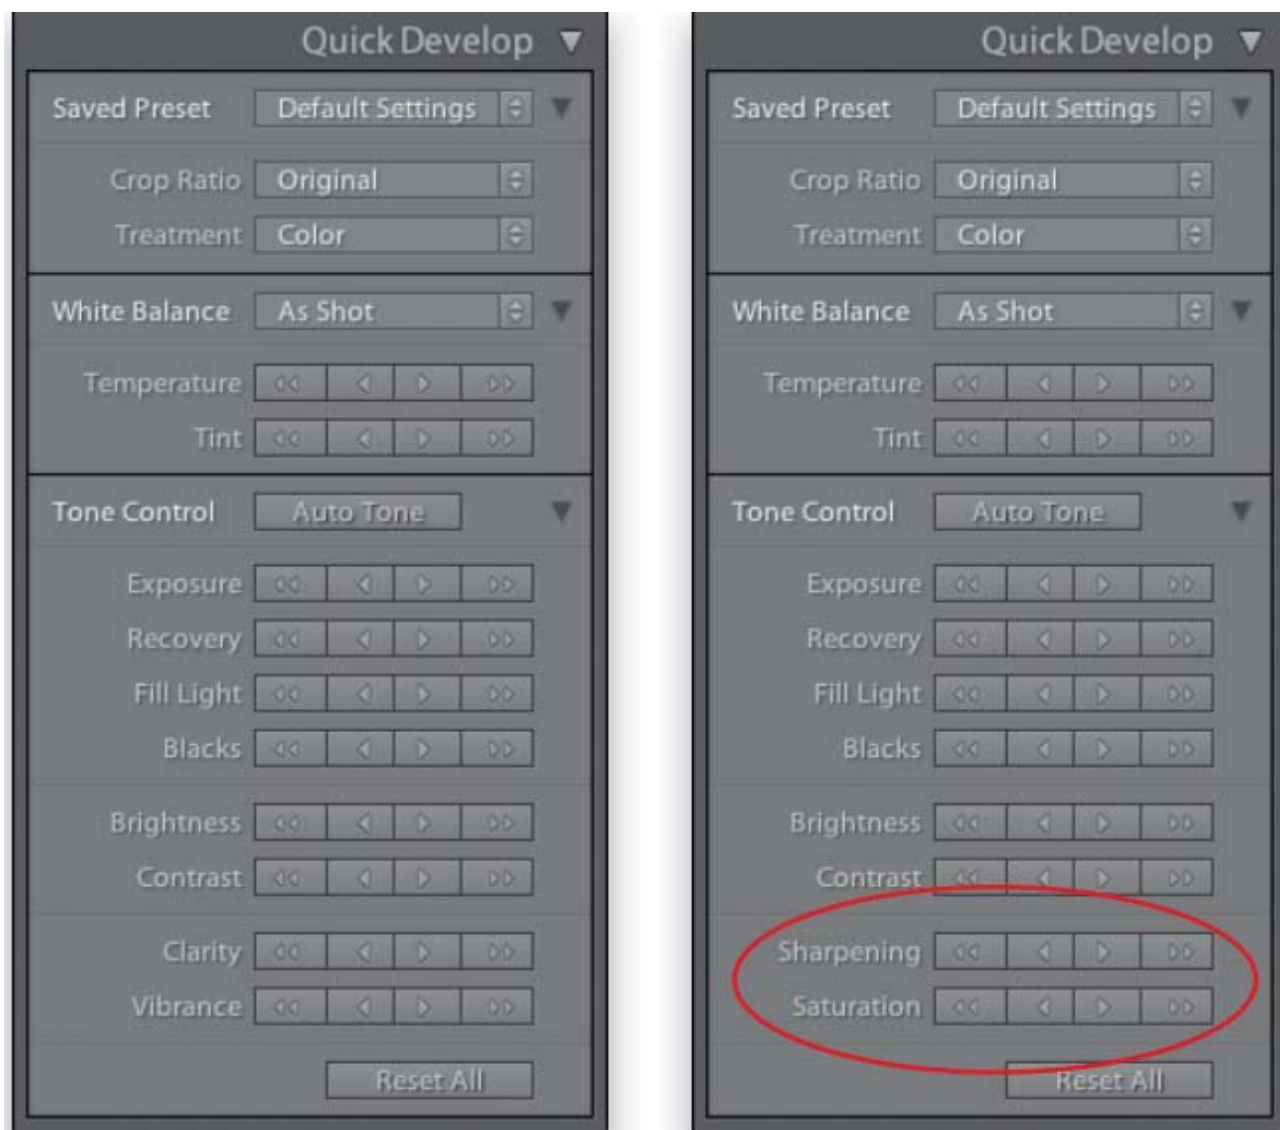 Quick Develop
Saved Preset Default Settings
Crop Ratio Original
Treatment Color
White Balance As Shot
Temperature
Tint
Tone Control Auto Tone
Exposure
Recovery
Fill Light
Blacks
Brightness
Contrast
Clarity
Vibrance
Reset All
Quick Develop
Saved Preset Default Settings
Crop Ratio Original
Treatment Color
White Balance As Shot
Temperature
Tint
Tone Control Auto Tone
Exposure
Recovery
Fill Light
Blacks
Brightness
Contrast
Sharpening
Saturation
Reset All